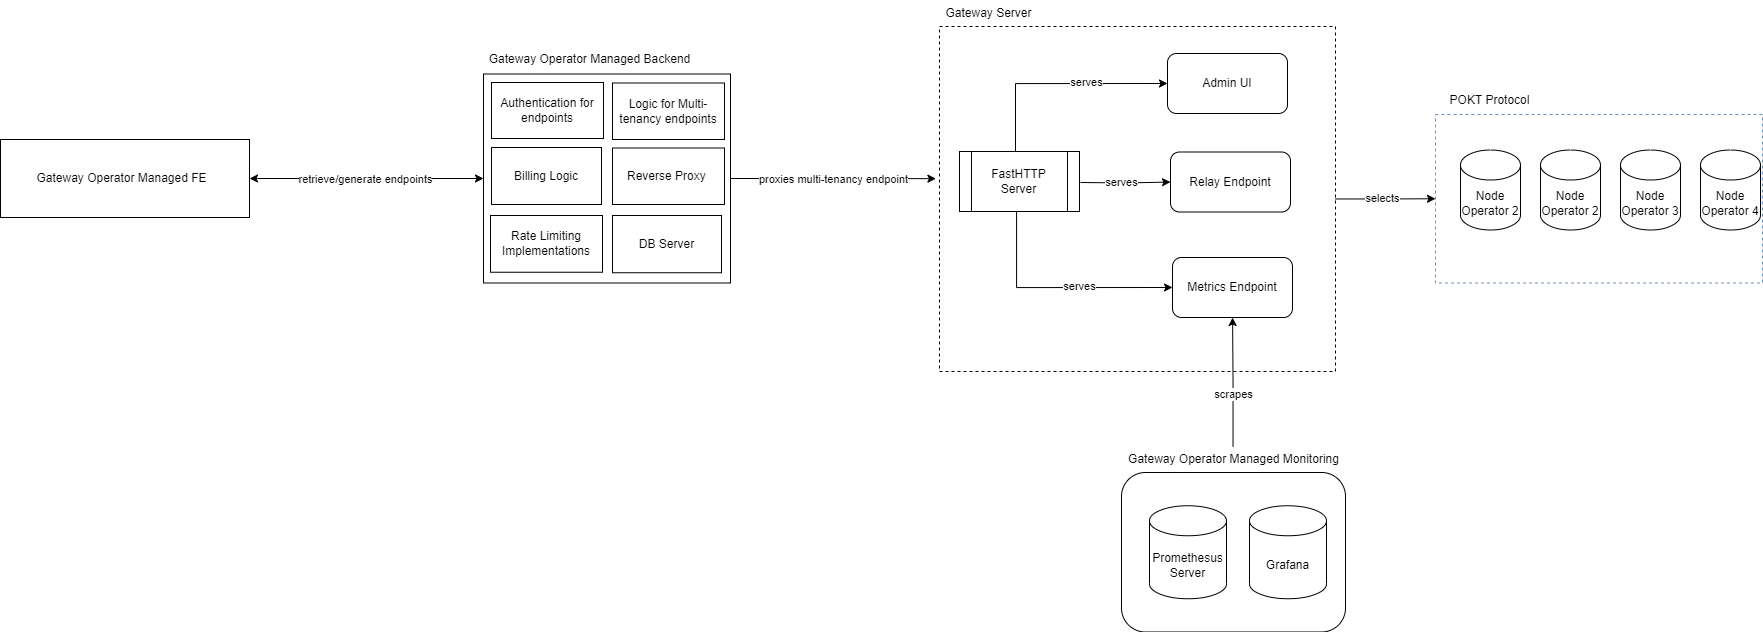 Gateway Operator Managed FE
retrieve/generate endpoints
Gateway Operator Managed Backend
Authentication for
endpoints
Logic for Multi-
tenancy endpoints
Billing Logic
Reverse Proxy
Rate Limiting
Implementations
DB Server
proxies multi-tenancy endpoint
Gateway Server
FastHTTP
Server
serves
Admin UI
serves
Relay Endpoint
serves
Metrics Endpoint
selects
POKT Protocol
Node
Operator 2
Node
Operator 2
Node
Operator 3
Node
Operator 4
scrapes
Gateway Operator Managed Monitoring
Promethesus
Server
Grafana